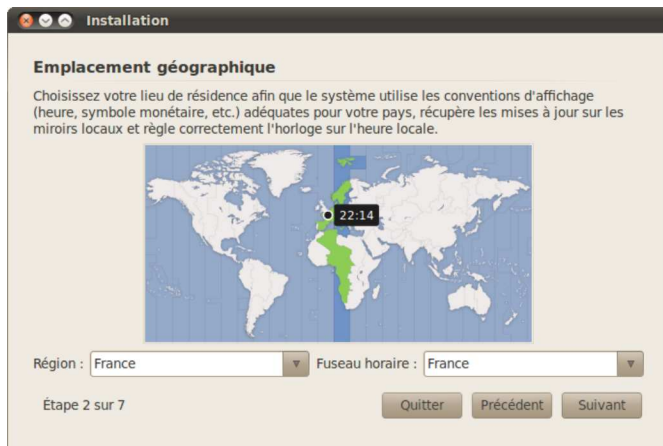 Installation
Emplacement géographique
Choisissez votre lieu de résidence afin que le système utilise les conventions d'affichage
(heure, symbole monétaire, etc.) adéquates pour votre pays, récupère les mises à jour sur les
miroirs locaux et règle correctement l'horloge sur l'heure locale.
22:14
Région : France Fuseau horaire : France
Étape 2 sur 7 Quitter Précédent Suivant